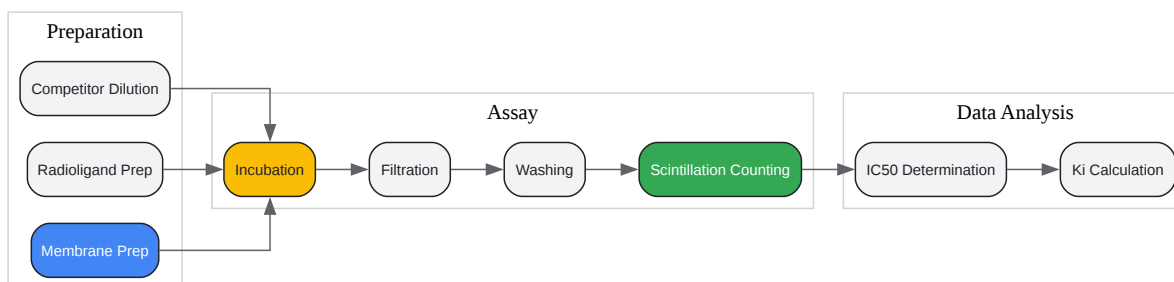 Preparation
Competitor Dilution
Radioligand Prep
Membrane Prep
Assay
Incubation
Filtration
Washing
Scintillation Counting
Data Analysis
IC50 Determination
Ki Calculation